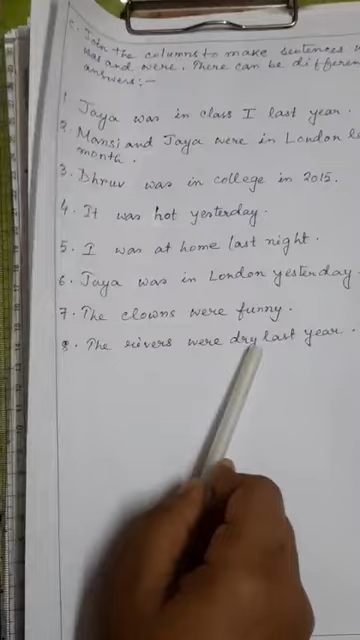 C. Join the columns to make sentences
was and were. There can be differen
answers:-
1 Jaya was in class I last year.
2. Mansi and Jaya were in London la
month.
3. Dhruv was in college in 2015.
4. It was hot yesterday.
5. I was at home last night.
6. Jaya was in London yesterday.
7. The clowns were funny.
8. The rivers were dry last year.